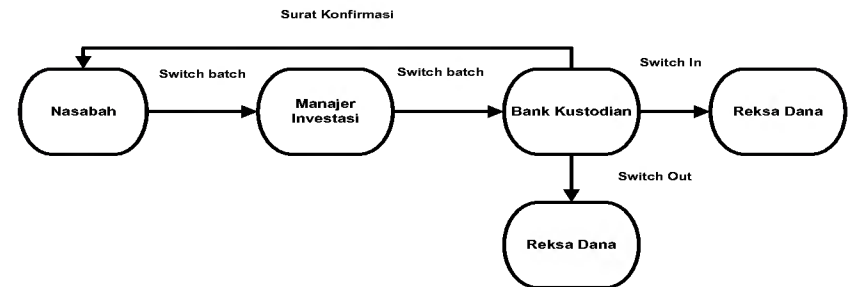 Surat Konfirmasi
Switch batch
Switch batch
Switch In
Nasabah
Manajer
Investasi
Bank Kustodian
Reksa Dana
Switch Out
Reksa Dana